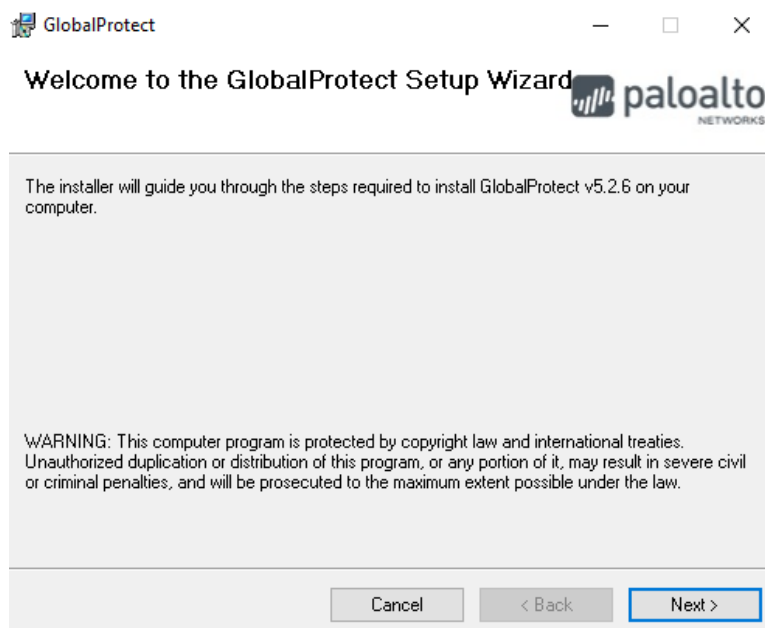 GlobalProtect
Welcome to the GlobalProtect Setup Wizard
paloalto
NETWORKS
The installer will guide you through the steps required to install GlobalProtect v5.2.6 on your
computer.
WARNING: This computer program is protected by copyright law and international treaties.
Unauthorized duplication or distribution of this program, or any portion of it, may result in severe civil
or criminal penalties, and will be prosecuted to the maximum extent possible under the law.
Cancel
< Back
Next >